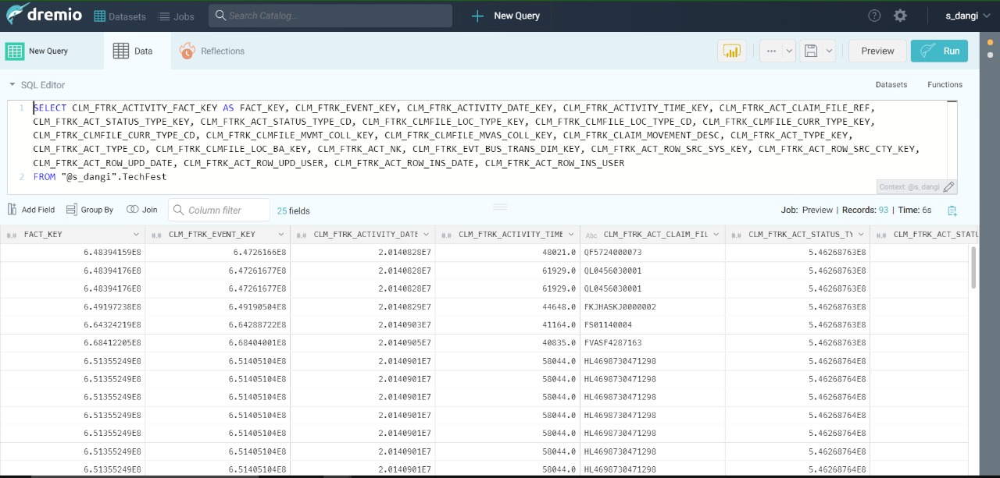 dremio Datasets Jobs Search Catalog... New Query s_dangi
New Query Data Reflections Preview Run
SQL Editor Datasets Functions
1 SELECT CLM_FTRK_ACTIVITY_FACT_KEY AS FACT_KEY, CLM_FTRK_EVENT_KEY, CLM_FTRK_ACTIVITY_DATE_KEY, CLM_FTRK_ACTIVITY_TIME_KEY, CLM_FTRK_ACT_CLAIM_FILE_REF,
CLM_FTRK_ACT_STATUS_TYPE_KEY, CLM_FTRK_ACT_STATUS_TYPE_CD, CLM_FTRK_CLMFILE_LOC_TYPE_KEY, CLM_FTRK_CLMFILE_LOC_TYPE_CD, CLM_FTRK_CLMFILE_CURR_TYPE_KEY,
CLM_FTRK_CLMFILE_CURR_TYPE_CD, CLM_FTRK_CLMFILE_MVMT_COLL_KEY, CLM_FTRK_CLMFILE_MVAS_COLL_KEY, CLM_FTRK_CLAIM_MOVEMENT_DESC, CLM_FTRK_ACT_TYPE_KEY,
CLM_FTRK_ACT_TYPE_CD, CLM_FTRK_CLMFILE_LOC_BA_KEY, CLM_FTRK_ACT_NK, CLM_FTRK_EVT_BUS_TRANS_DIM_KEY, CLM_FTRK_ACT_ROW_SRC_SYS_KEY, CLM_FTRK_ACT_ROW_SRC_CTY_KEY,
CLM_FTRK_ACT_ROW_UPD_DATE, CLM_FTRK_ACT_ROW_UPD_USER, CLM_FTRK_ACT_ROW_INS_DATE, CLM_FTRK_ACT_ROW_INS_USER
2 FROM "@s_dangi".TechFest
Context: @s_dangi
Add Field Group By Join Column filter 25 fields Job: Preview | Records: 93 | Time: 6s
#.# FACT_KEY #.# CLM_FTRK_EVENT_KEY #.# CLM_FTRK_ACTIVITY_DATE #.# CLM_FTRK_ACTIVITY_TIME Abc CLM_FTRK_ACT_CLAIM_FIL #.# CLM_FTRK_ACT_STATUS_TY #.# CLM_FTRK_ACT_STATU
6.48394159E8 6.4726166E8 2.0140828E7 48021.0 QF5724000073 5.46268763E8
6.48394176E8 6.47261677E8 2.0140828E7 61929.0 QL0456030001 5.46268763E8
6.48394176E8 6.47261677E8 2.0140828E7 61929.0 QL0456030001 5.46268763E8
6.49197238E8 6.49190504E8 2.0140829E7 44648.0 FKJHASKJ0000002 5.46268763E8
6.64324219E8 6.64288722E8 2.0140903E7 41164.0 FS01140004 5.46268763E8
6.68412205E8 6.68404001E8 2.0140905E7 40835.0 FVASF4287163 5.46268763E8
6.51355249E8 6.51405104E8 2.0140901E7 58044.0 HL4698730471298 5.46268764E8
6.51355249E8 6.51405104E8 2.0140901E7 58044.0 HL4698730471298 5.46268764E8
6.51355249E8 6.51405104E8 2.0140901E7 58044.0 HL4698730471298 5.46268764E8
6.51355249E8 6.51405104E8 2.0140901E7 58044.0 HL4698730471298 5.46268764E8
6.51355249E8 6.51405104E8 2.0140901E7 58044.0 HL4698730471298 5.46268764E8
6.51355249E8 6.51405104E8 2.0140901E7 58044.0 HL4698730471298 5.46268764E8
6.51355249E8 6.51405104E8 2.0140901E7 58044.0 HL4698730471298 5.46268764E8